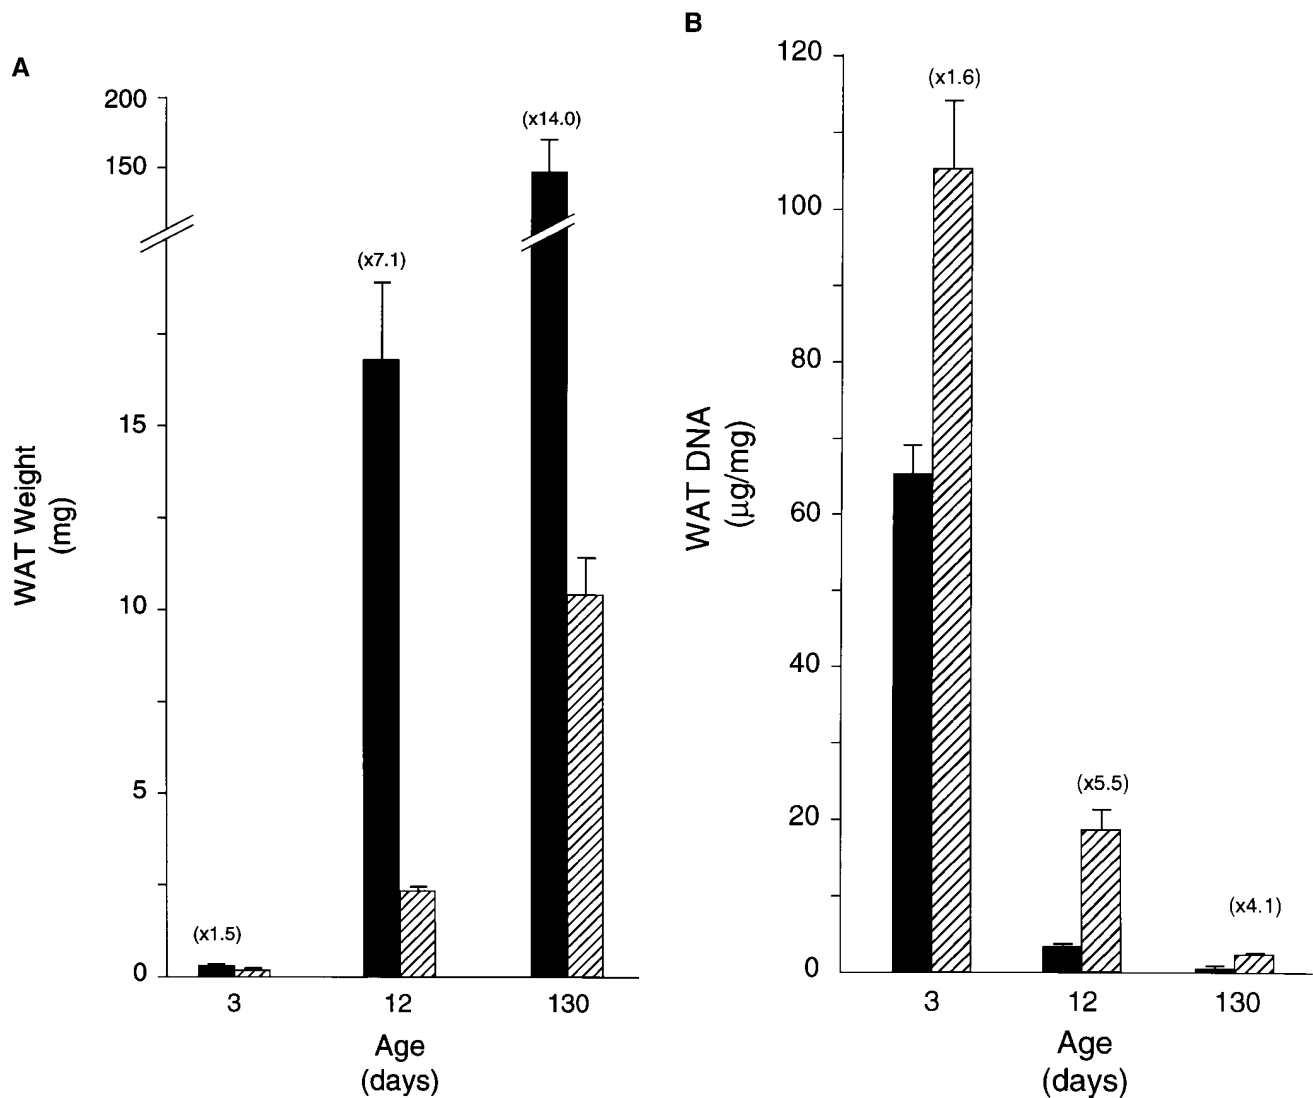 A
200
150
15
10
5
0
WAT Weight
(mg)
(x1.5)
(x7.1)
(x14.0)
3
12
130
Age
(days)
B
120
100
80
60
40
20
0
WAT DNA
(μg/mg)
(x1.6)
(x5.5)
(x4.1)
3
12
130
Age
(days)